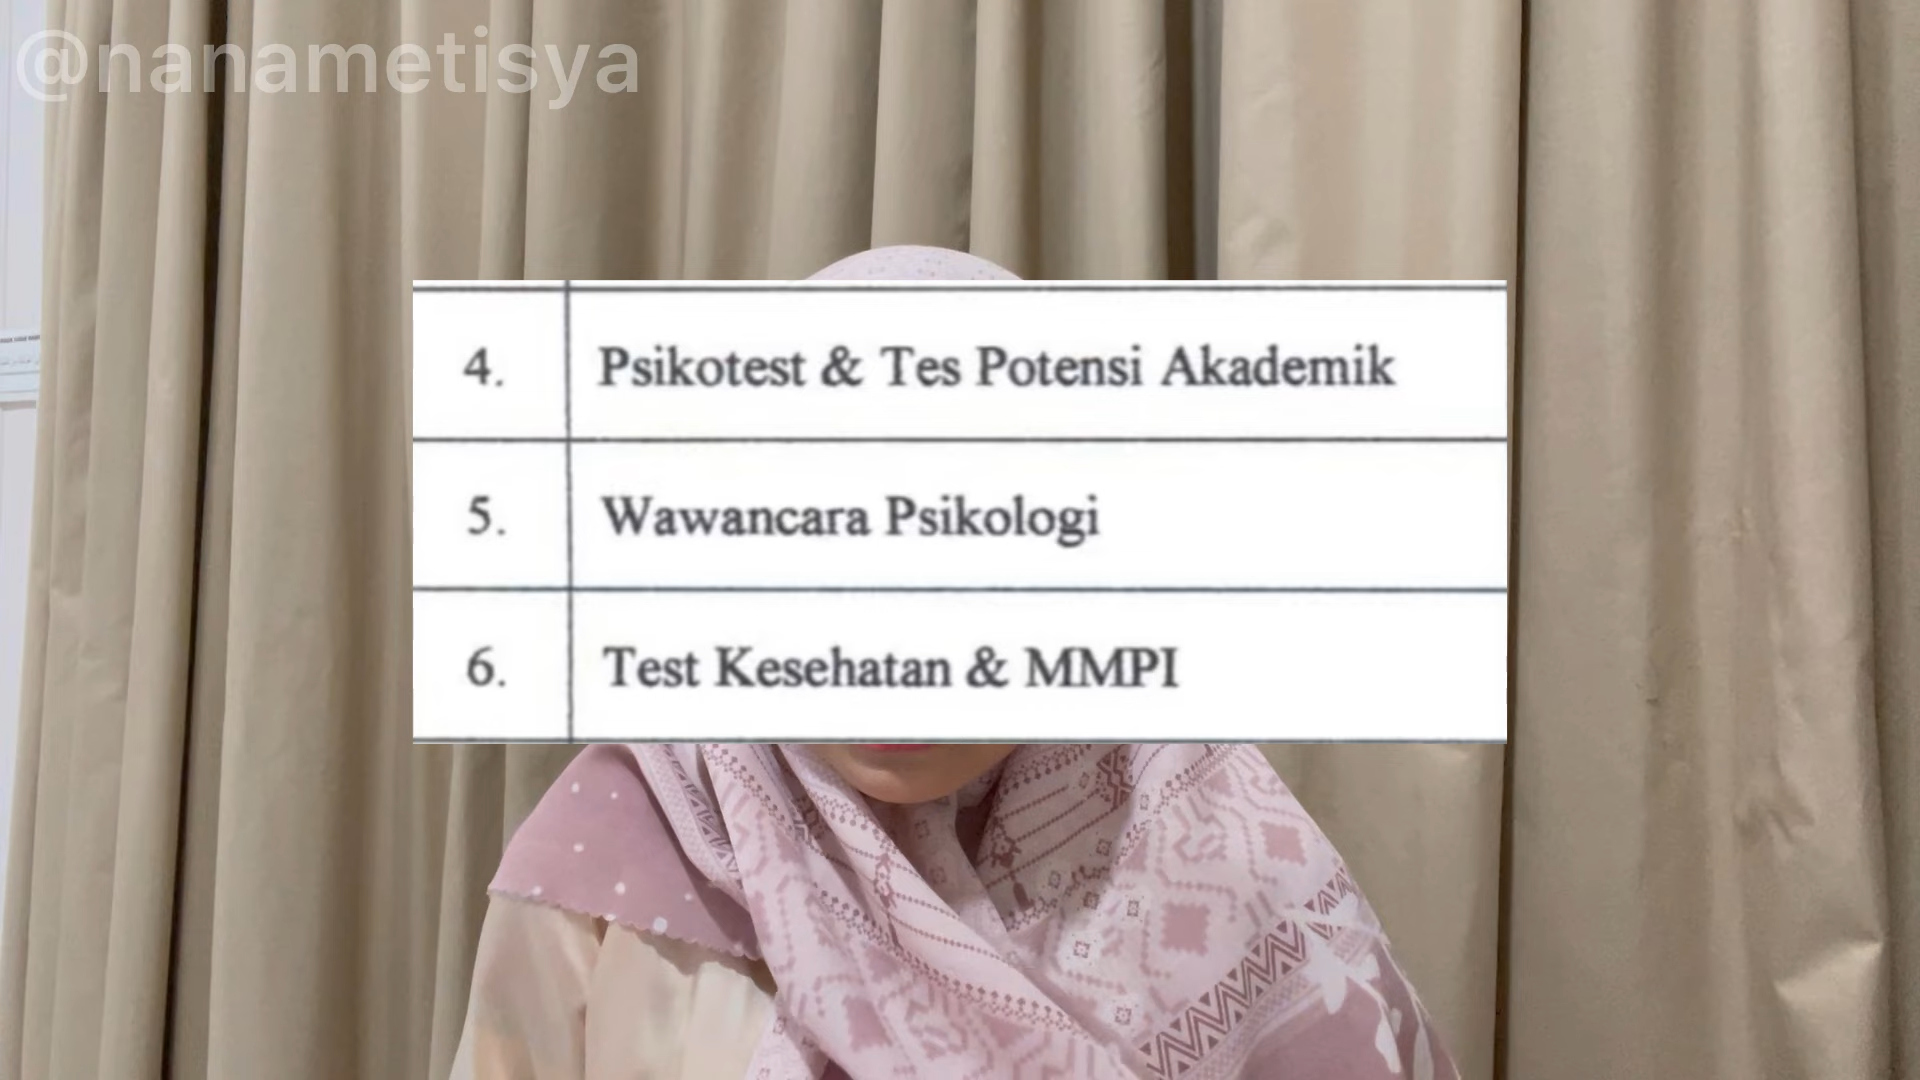 @nanametisya
4. Psikotest & Tes Potensi Akademik
5. Wawancara Psikologi
6. Test Kesehatan & MMPI